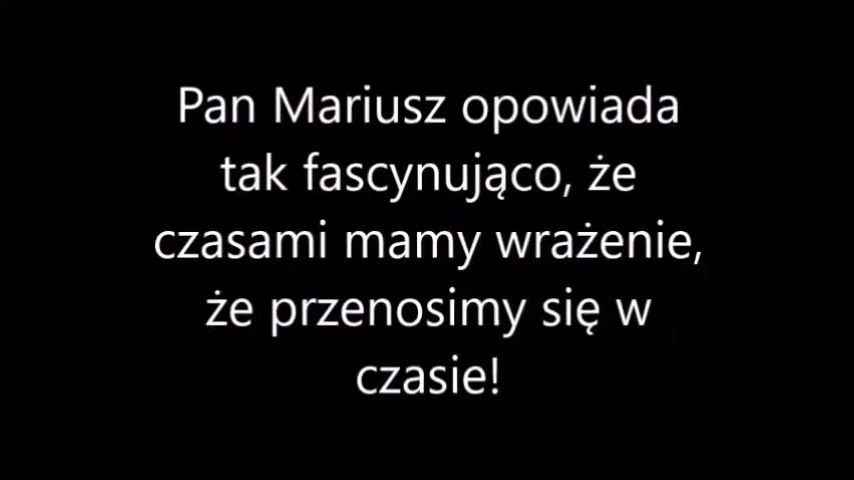 Pan Mariusz opowiada
tak fascynująco, że
czasami mamy wrażenie,
że przenosimy się w
czasie!